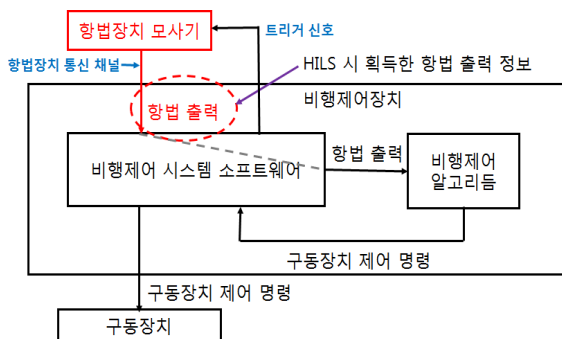 항법장치 모사기
트리거 신호
항법장치 통신 채널
HILS 시 획득한 항법 출력 정보
항법 출력
비행제어장치
비행제어 시스템 소프트웨어
항법 출력
비행제어
알고리듬
구동장치 제어 명령
구동장치 제어 명령
구동장치